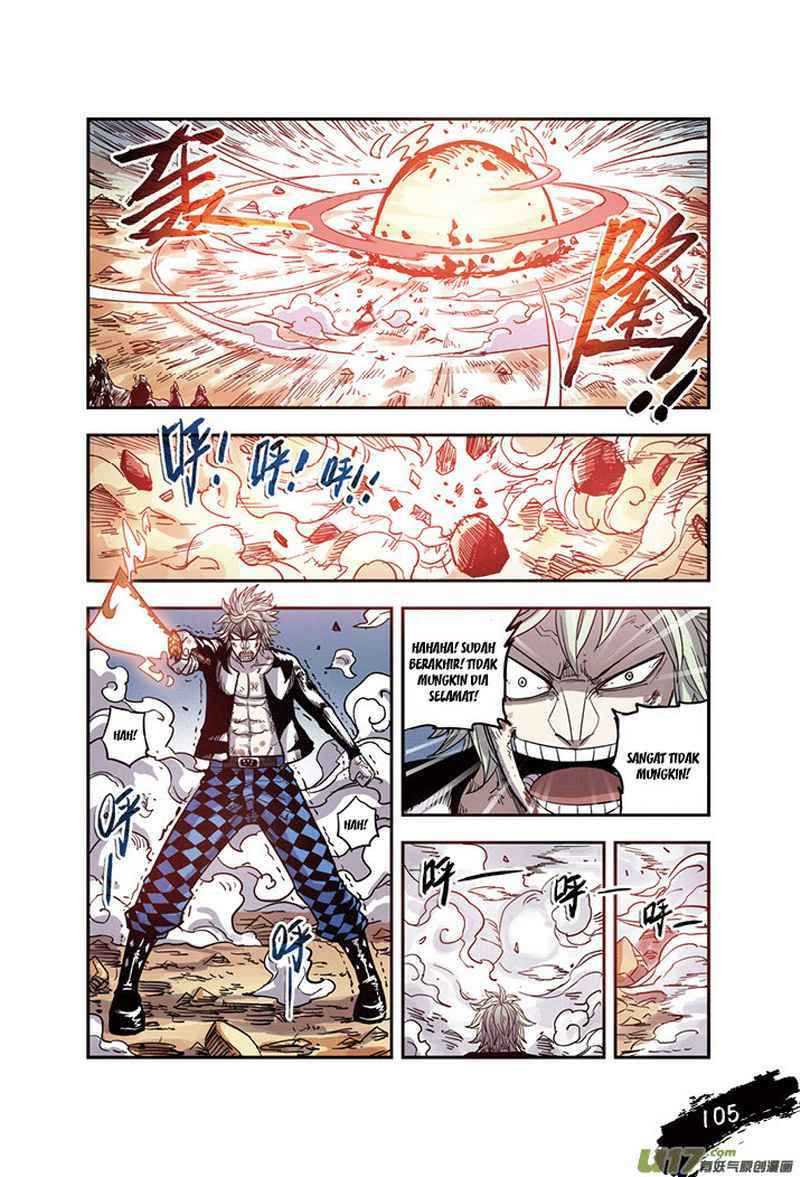 轰
隆!!
呼! 呼! 呼!!
HAH!
HAH!
呼—
呼—
HAHAHA! SUDAH
BERAKHIR! TIDAK
MUNGKIN DIA
SELAMAT!
SANGAT TIDAK
MUNGKIN!
呼—
呼—
呼—
105
U17.com
有妖气原创漫画